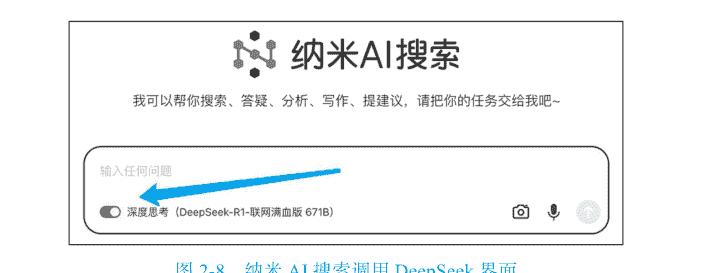 纳米AI搜索
我可以帮你搜索、答疑、分析、写作、提建议，请把你的任务交给我吧~
输入任何问题
深度思考（DeepSeek-R1-联网满血版 671B）
图 2-8 纳米 AI 搜索调用 DeepSeek 界面